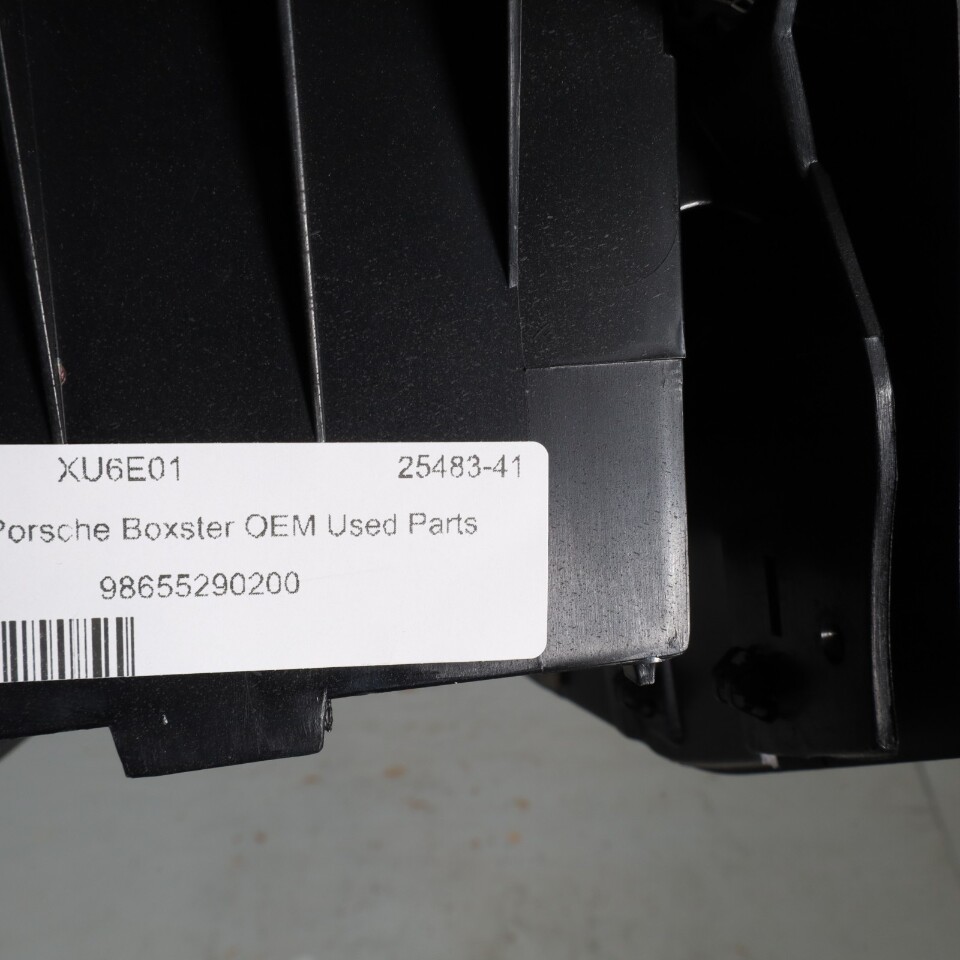 XU6E01 25483-41
Porsche Boxster OEM Used Parts
98655290200